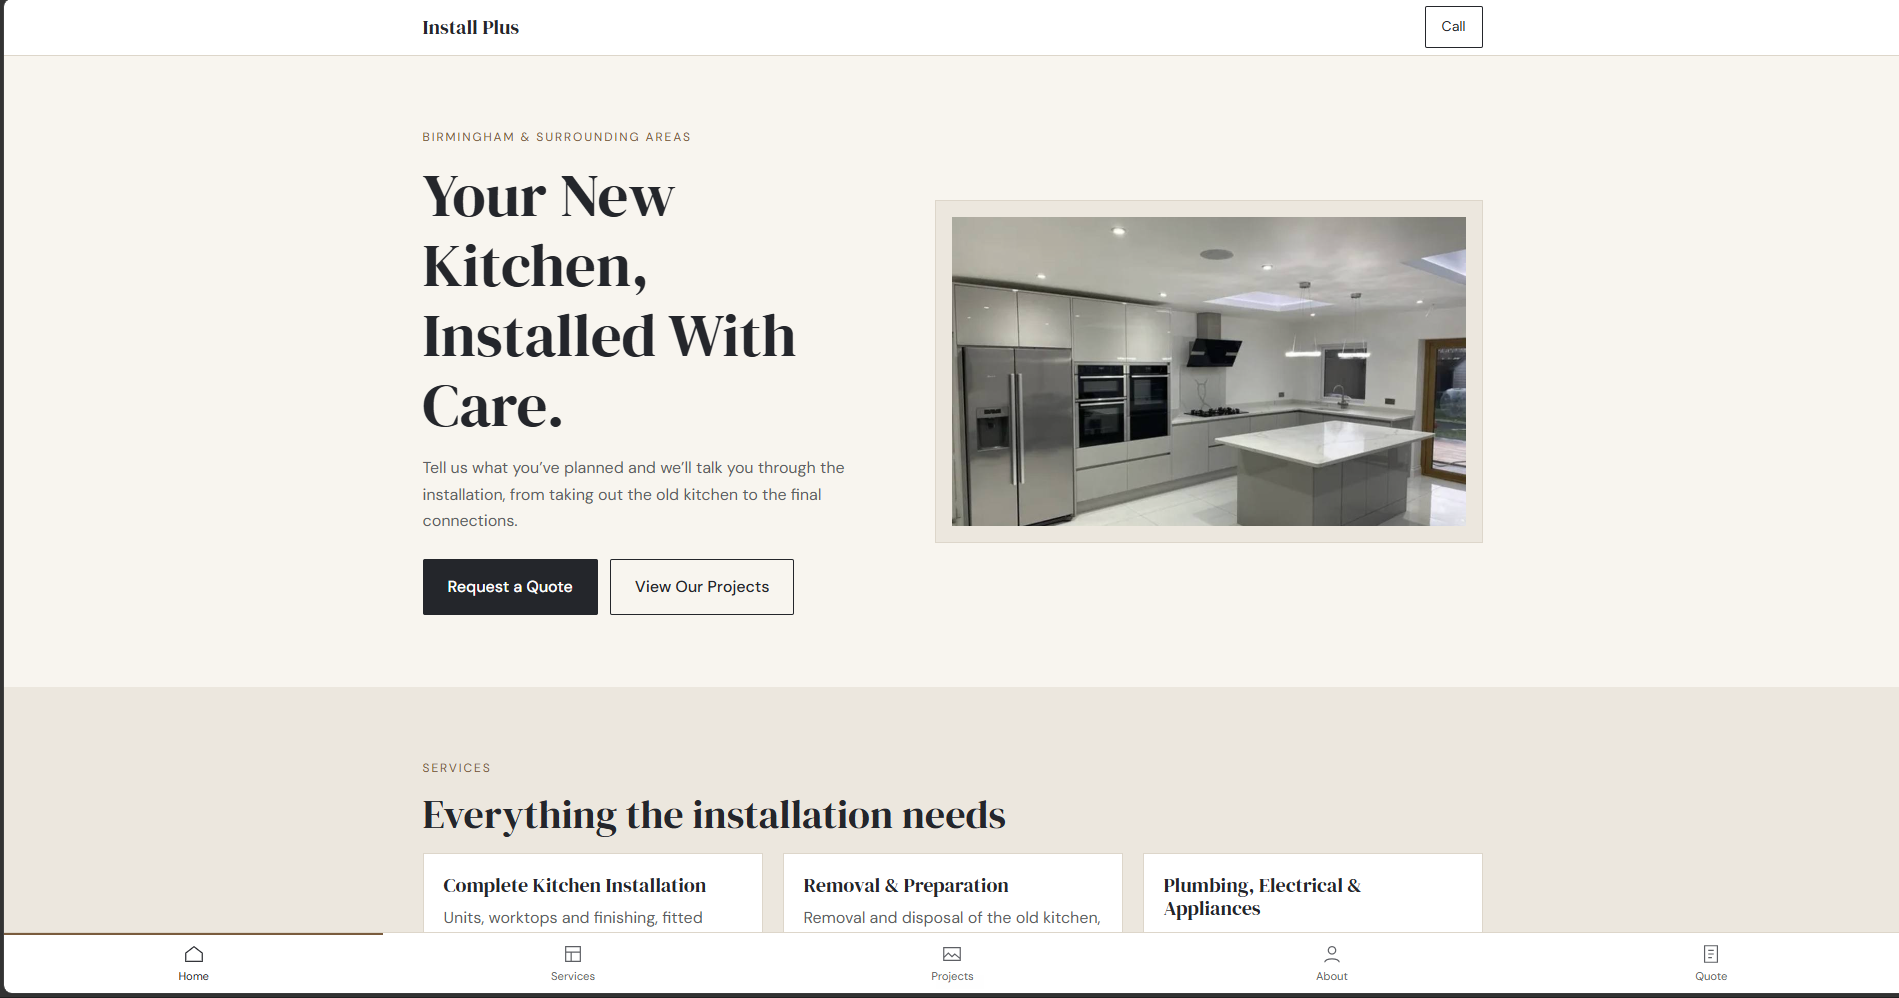 Install Plus
Call
BIRMINGHAM & SURROUNDING AREAS
Your New
Kitchen,
Installed With
Care.
Tell us what you’ve planned and we’ll talk you through the
installation, from taking out the old kitchen to the final
connections.
Request a Quote
View Our Projects
SERVICES
Everything the installation needs
Complete Kitchen Installation
Units, worktops and finishing, fitted
Removal & Preparation
Removal and disposal of the old kitchen,
Plumbing, Electrical &
Appliances
Home
Services
Projects
About
Quote